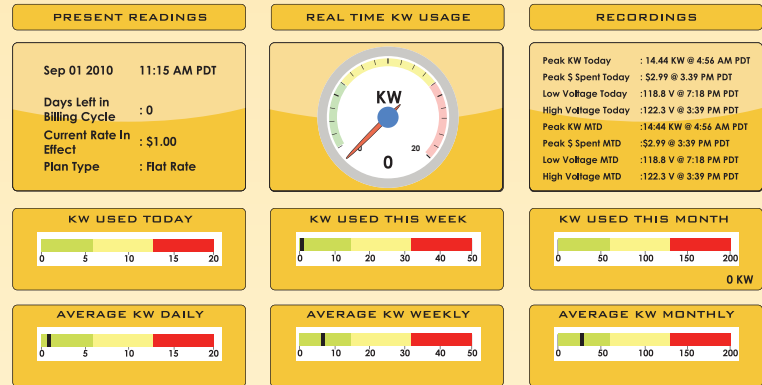 PRESENT READINGS
Sep 01 2010 11:15 AM PDT
Days Left in
Billing Cycle : 0
Current Rate In
Effect : $1.00
Plan Type : Flat Rate
REAL TIME KW USAGE
KW
0 20
0
RECORDINGS
Peak KW Today : 14.44 KW @ 4:56 AM PDT
Peak $ Spent Today : $2.99 @ 3.39 PM PDT
Low Voltage Today :118.8 V @ 7:18 PM PDT
High Voltage Today :122.3 V @ 3:39 PM PDT
Peak KW MTD :14:44 KW @ 4:56 AM PDT
Peak $ Spent MTD :$2.99 @ 3:39 PM PDT
Low Voltage MTD :118.8 V @ 7:18 PM PDT
High Voltage MTD :122.3 V @ 3:39 PM PDT
KW USED TODAY
0 5 10 15 20
KW USED THIS WEEK
0 10 20 30 40 50
KW USED THIS MONTH
0 50 100 150 200
0 KW
AVERAGE KW DAILY
0 5 10 15 20
AVERAGE KW WEEKLY
0 10 20 30 40 50
AVERAGE KW MONTHLY
0 50 100 150 200